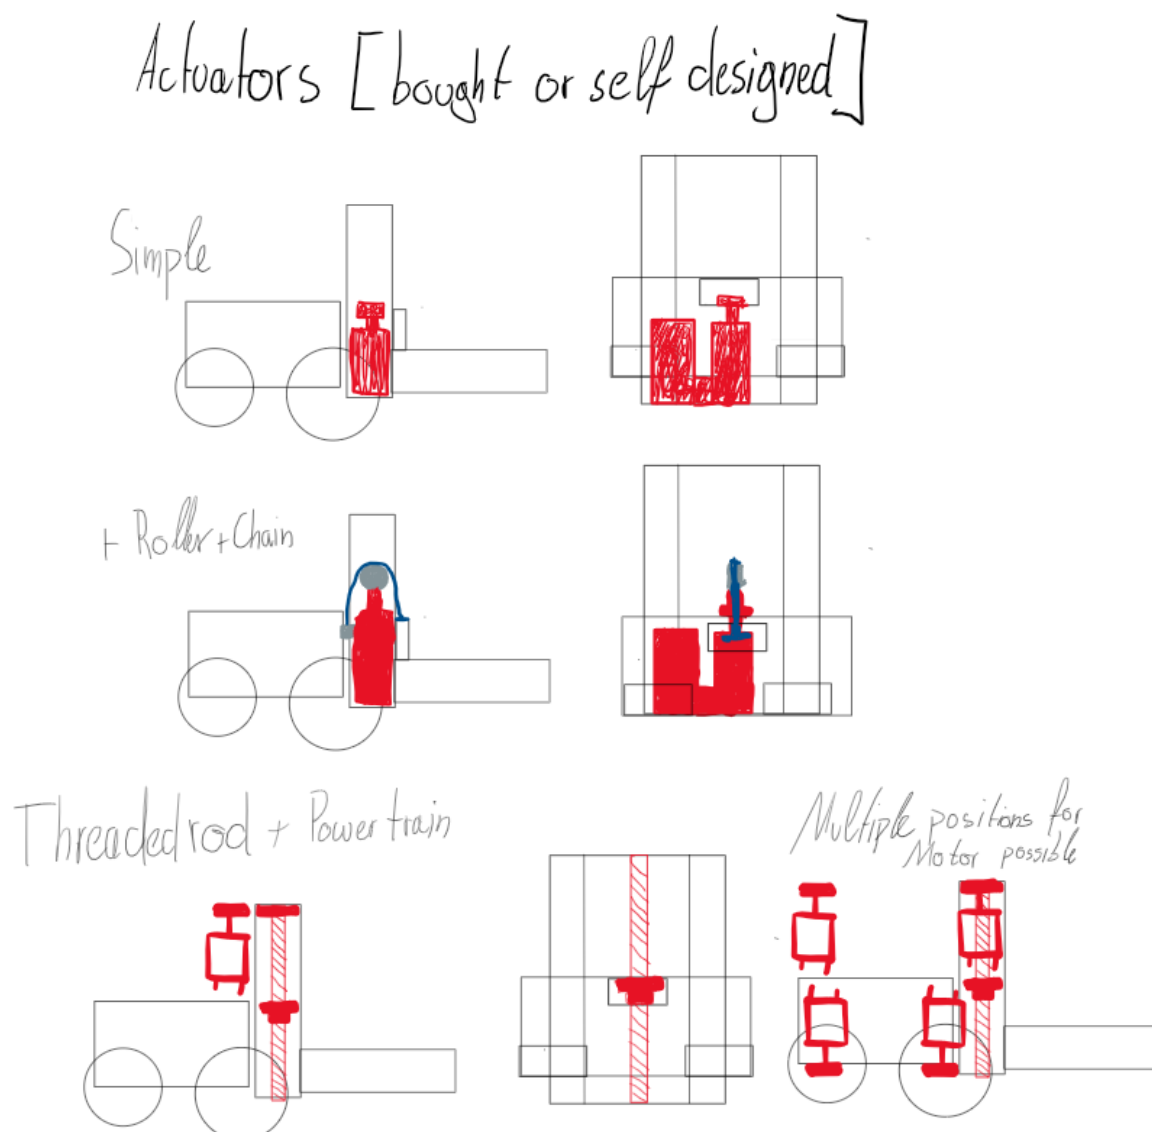 Actuators [bought or self designed]
Simple
+ Roller + Chain
Threaded rod + Power train
Multiple positions for
Motor possible